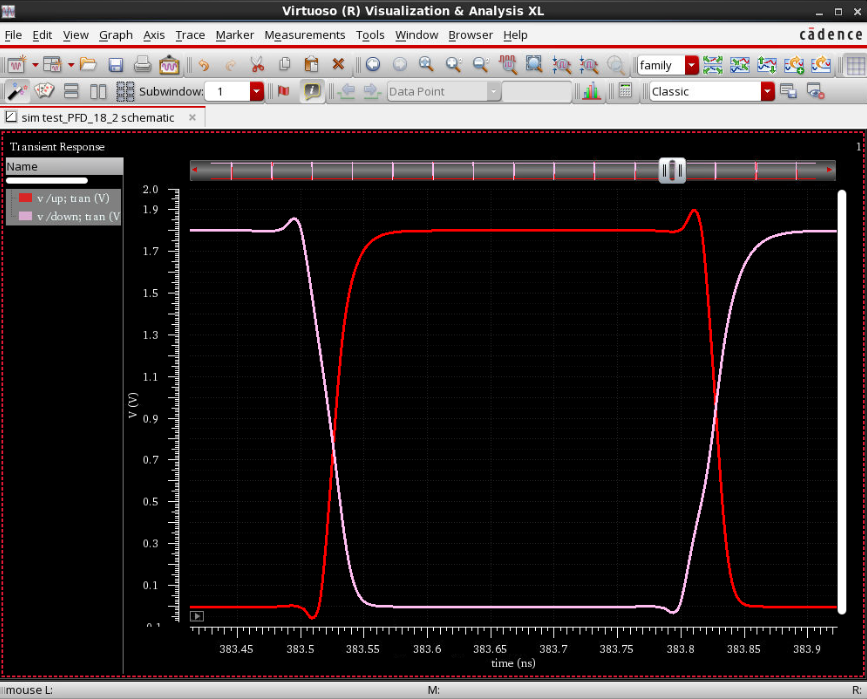 Virtuoso (R) Visualization & Analysis XL
File Edit View Graph Axis Trace Marker Measurements Tools Window Browser Help cādence
family
Subwindow: 1 Data Point Classic
sim test_PFD_18_2 schematic
Transient Response 1
Name
v /up; tran (V)
v /down; tran (V
2.0
1.9
1.7
1.5
1.3
1.1
0.9
0.7
0.5
0.3
0.1
V (V)
383.45 383.5 383.55 383.6 383.65 383.7 383.75 383.8 383.85 383.9
time (ns)
mouse L: M: R: